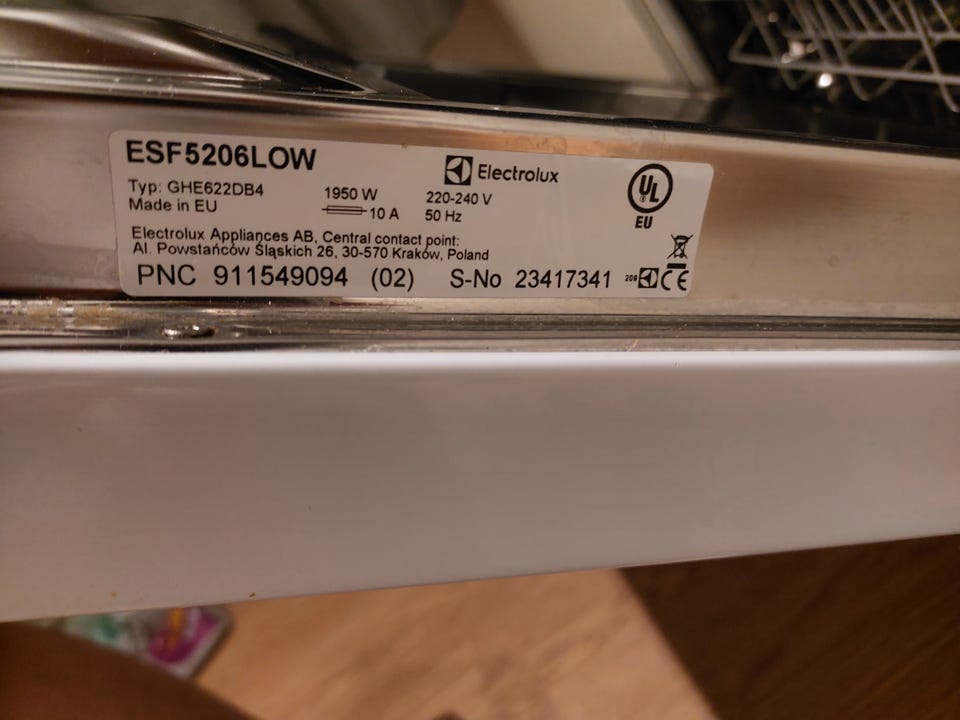 ESF5206LOW
Electrolux
Typ: GHE622DB4
1950 W
220-240 V
Made in EU
10 A
50 Hz
UL
EU
Electrolux Appliances AB, Central contact point:
Al. Powstańców Śląskich 26, 30-570 Kraków, Poland
PNC 911549094 (02)
S-No 23417341
209
CE